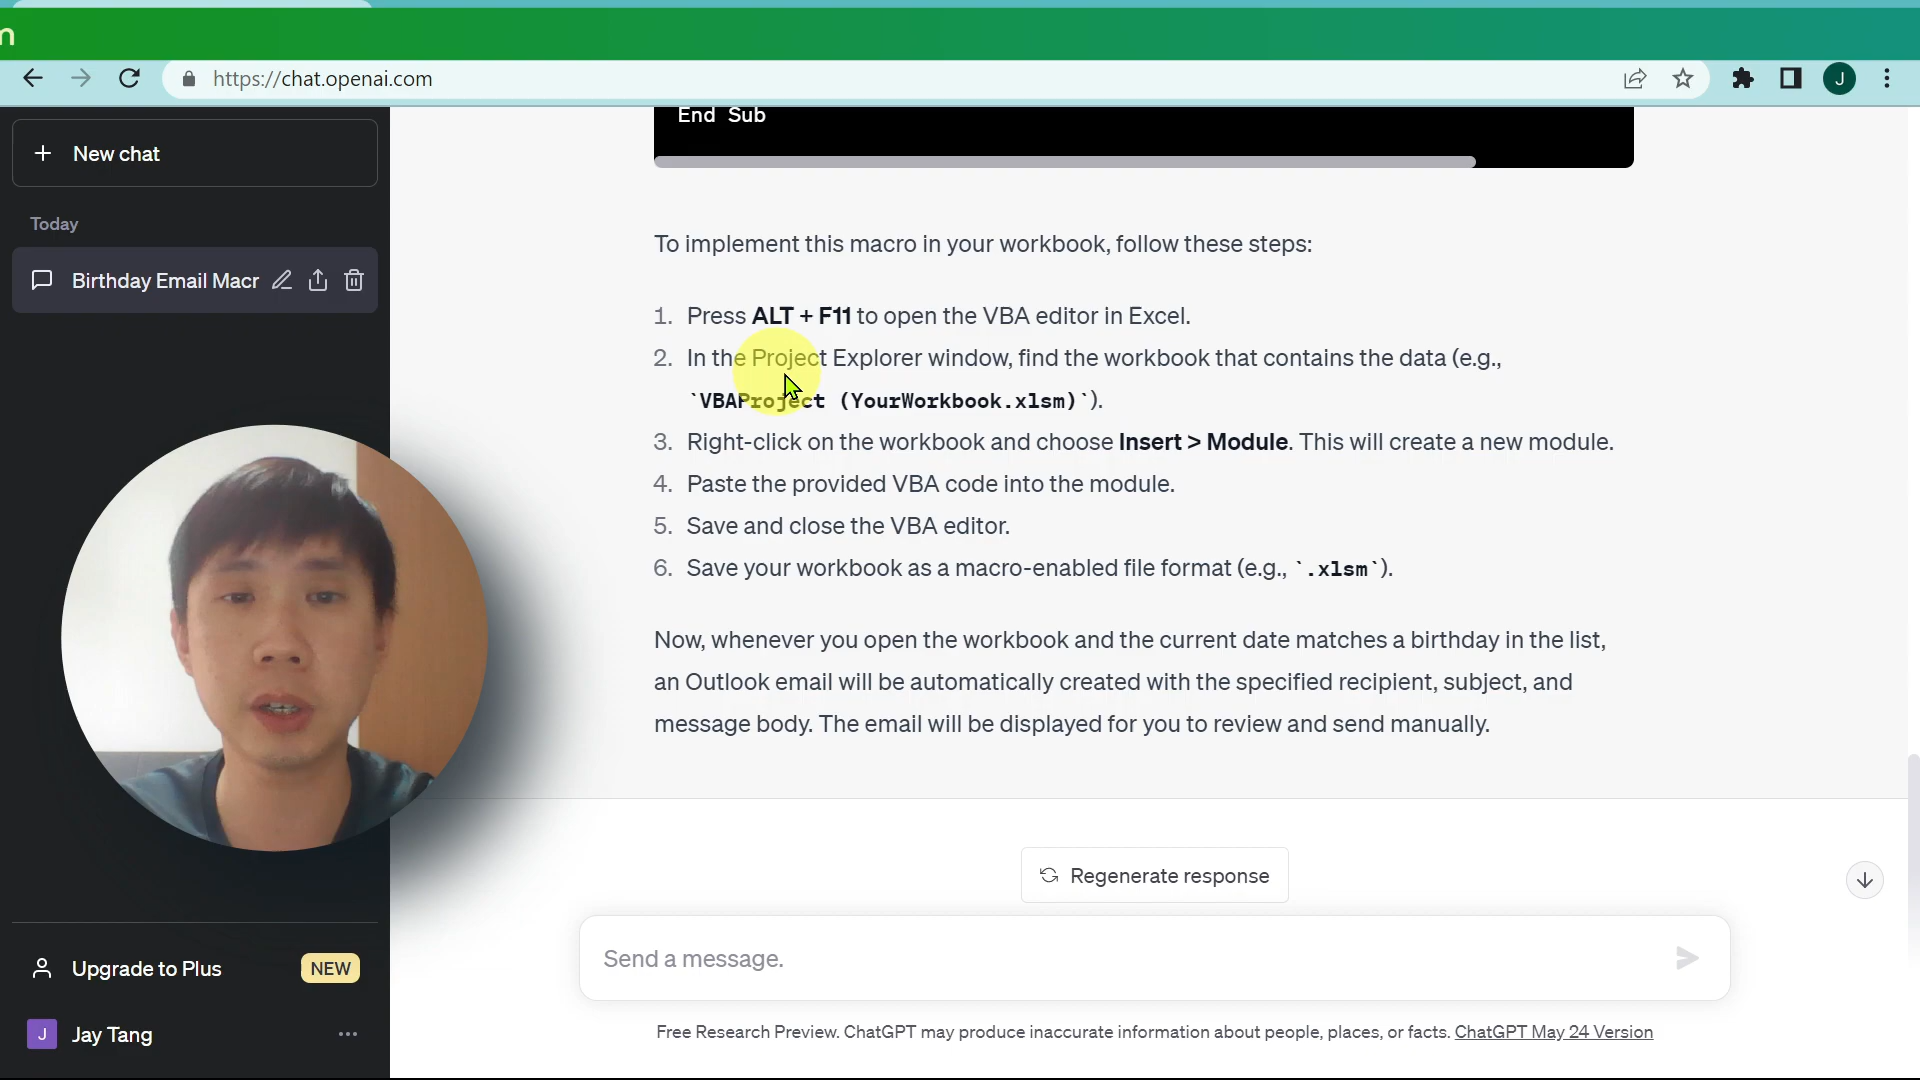 https://chat.openai.com
J
+ New chat
Today
Birthday Email Macr
End Sub
To implement this macro in your workbook, follow these steps:
1. Press ALT + F11 to open the VBA editor in Excel.
2. In the Project Explorer window, find the workbook that contains the data (e.g.,
`VBAProject (YourWorkbook.xlsm)`).
3. Right-click on the workbook and choose Insert > Module. This will create a new module.
4. Paste the provided VBA code into the module.
5. Save and close the VBA editor.
6. Save your workbook as a macro-enabled file format (e.g., `.xlsm`).
Now, whenever you open the workbook and the current date matches a birthday in the list,
an Outlook email will be automatically created with the specified recipient, subject, and
message body. The email will be displayed for you to review and send manually.
Regenerate response
Send a message.
Upgrade to Plus NEW
J Jay Tang
Free Research Preview. ChatGPT may produce inaccurate information about people, places, or facts. ChatGPT May 24 Version